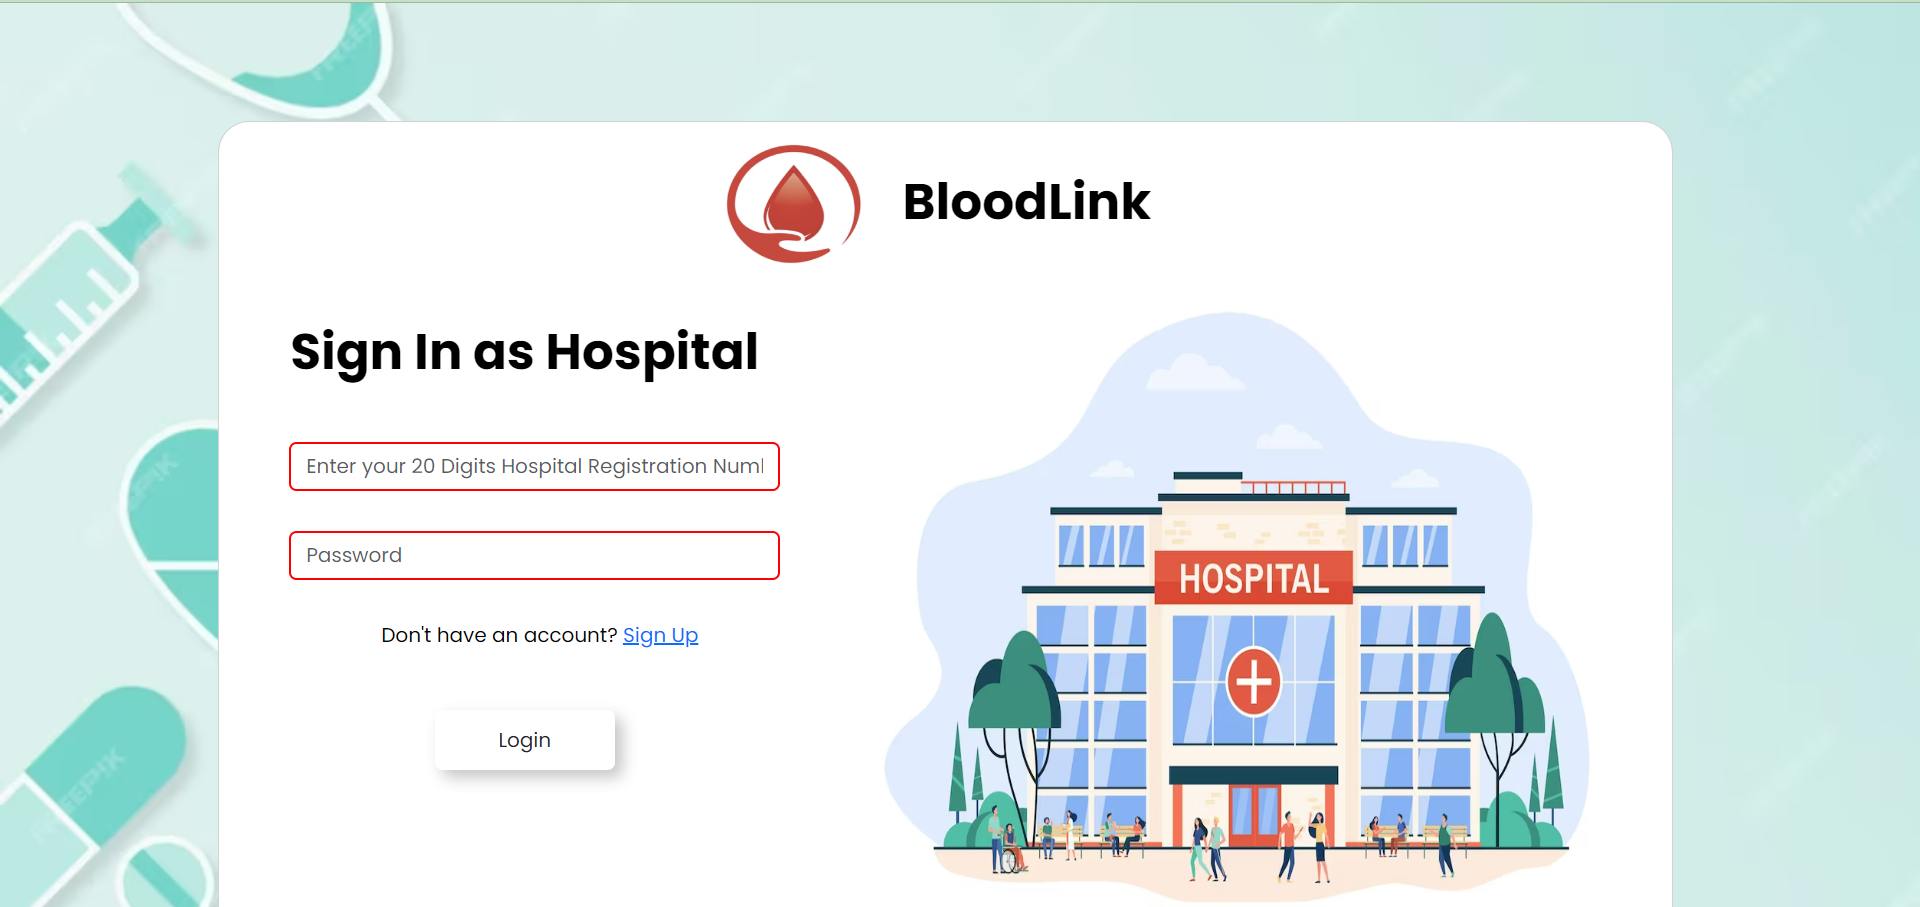 BloodLink
Sign In as Hospital
Enter your 20 Digits Hospital Registration
Password
Don't have an account? Sign Up
Login
HOSPITAL